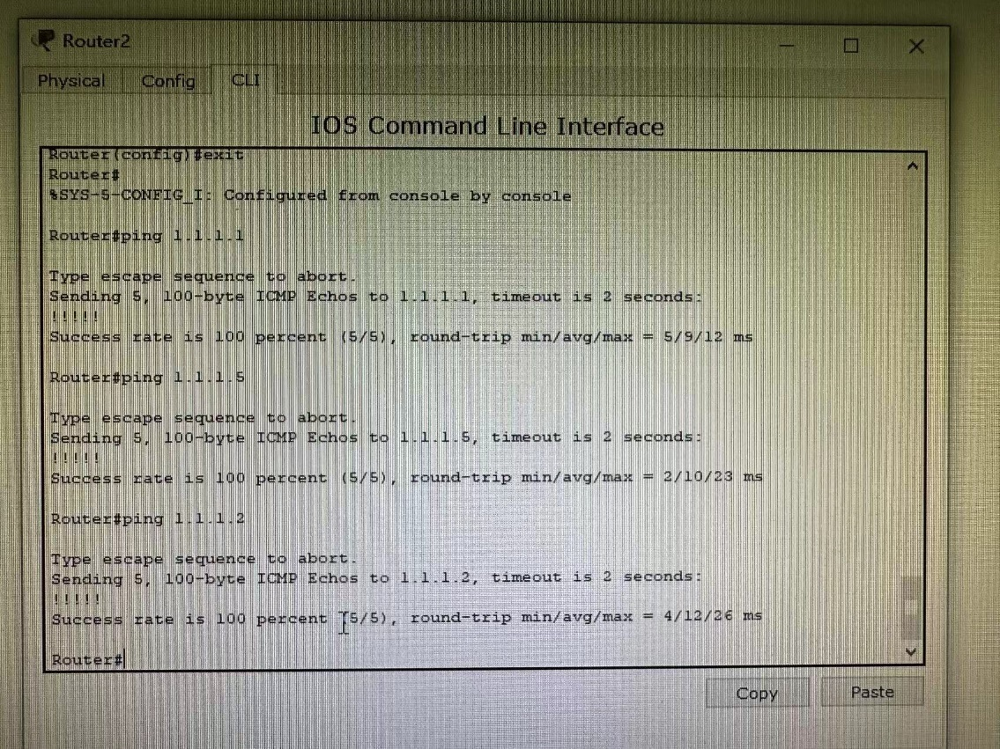 Router2
Physical Config CLI
IOS Command Line Interface
Router(config)#exit
Router#
%SYS-5-CONFIG_I: Configured from console by console
Router#ping 1.1.1.1
Type escape sequence to abort.
Sending 5, 100-byte ICMP Echos to 1.1.1.1, timeout is 2 seconds:
!!!!!
Success rate is 100 percent (5/5), round-trip min/avg/max = 5/9/12 ms
Router#ping 1.1.1.5
Type escape sequence to abort.
Sending 5, 100-byte ICMP Echos to 1.1.1.5, timeout is 2 seconds:
!!!!!
Success rate is 100 percent (5/5), round-trip min/avg/max = 2/10/23 ms
Router#ping 1.1.1.2
Type escape sequence to abort.
Sending 5, 100-byte ICMP Echos to 1.1.1.2, timeout is 2 seconds:
!!!!!
Success rate is 100 percent (5/5), round-trip min/avg/max = 4/12/26 ms
Router#
Copy Paste